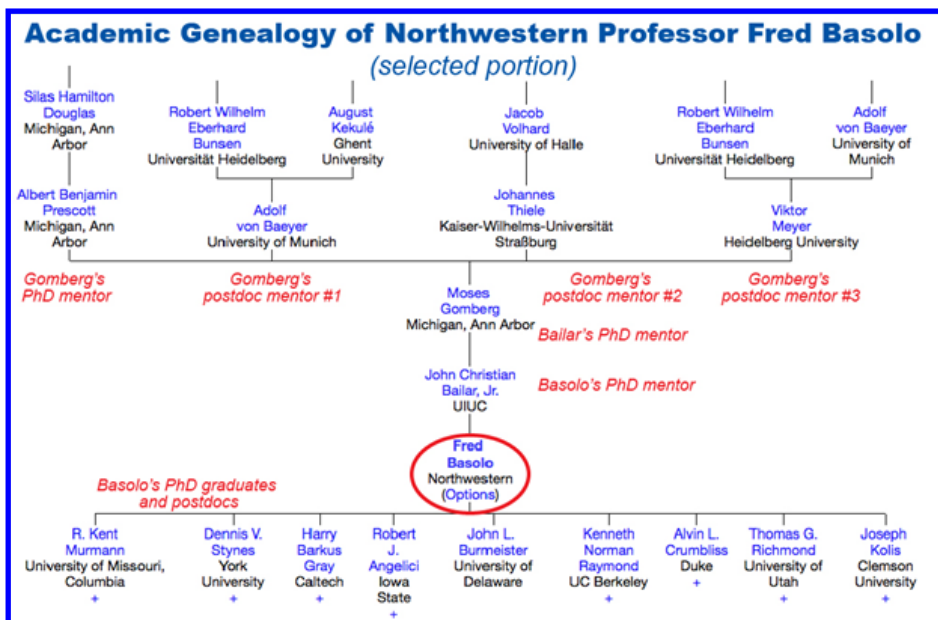 Academic Genealogy of Northwestern Professor Fred Basolo
(selected portion)
Silas Hamilton
Douglas
Michigan, Ann
Arbor
Robert Wilhelm
Eberhard
Bunsen
Universität Heidelberg
August
Kekulé
Ghent
University
Jacob
Volhard
University of Halle
Robert Wilhelm
Eberhard
Bunsen
Universität Heidelberg
Adolf
von Baeyer
University of
Munich
Albert Benjamin
Prescott
Michigan, Ann
Arbor
Adolf
von Baeyer
University of Munich
Johannes
Thiele
Kaiser-Wilhelms-Universität
Straßburg
Viktor
Meyer
Heidelberg University
Gomberg's
PhD mentor
Gomberg's
postdoc mentor #1
Moses
Gomberg
Michigan, Ann Arbor
Gomberg's
postdoc mentor #2
Gomberg's
postdoc mentor #3
Bailar's PhD mentor
John Christian
Bailar, Jr.
UIUC
Basolo's PhD mentor
Fred
Basolo
Northwestern
(Options)
Basolo's PhD graduates
and postdocs
R. Kent
Murmann
University of Missouri,
Columbia
+
Dennis V.
Stynes
York
University
+
Harry
Barkus
Gray
Caltech
+
Robert
J.
Angelici
Iowa
State
+
John L.
Burmeister
University of
Delaware
Kenneth
Norman
Raymond
UC Berkeley
+
Alvin L.
Crumbliss
Duke
+
Thomas G.
Richmond
University of
Utah
+
Joseph
Kolis
Clemson
University
+